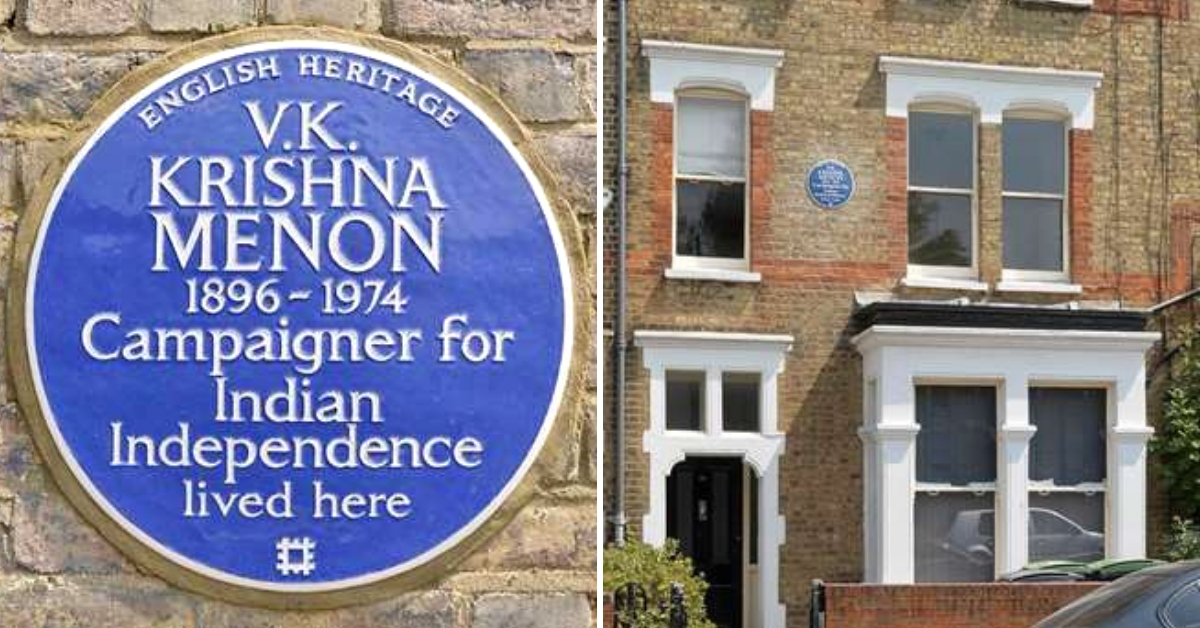 ENGLISH HERITAGE
V.K.
KRISHNA
MENON
1896-1974
Campaigner for
Indian
Independence
lived here